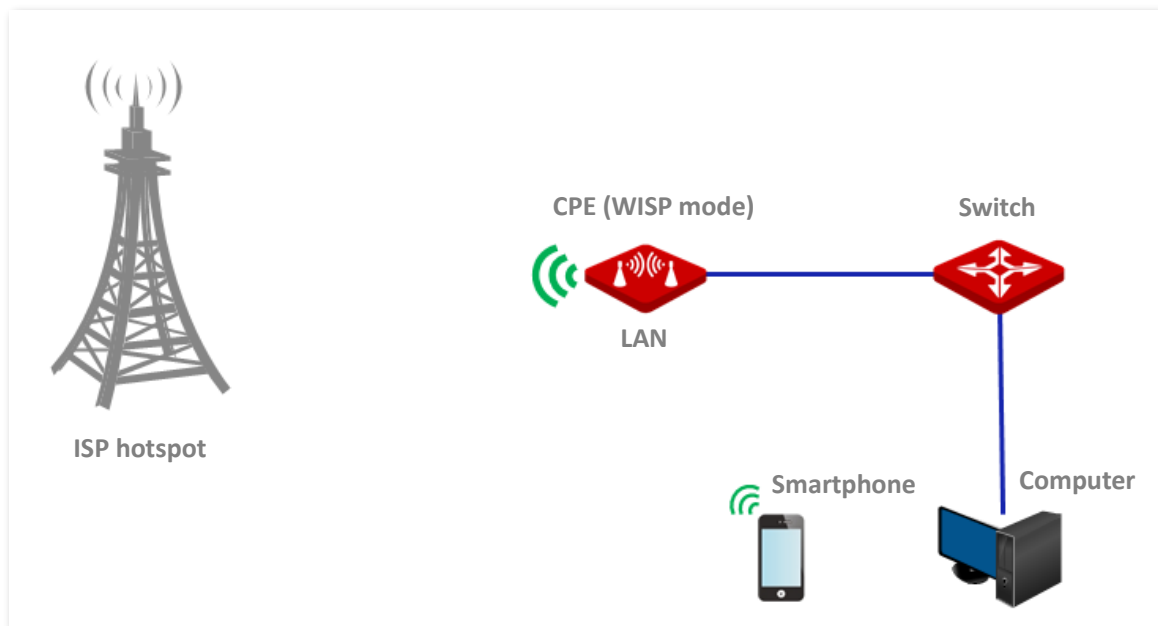 CPE (WISP mode)
Switch
LAN
ISP hotspot
Smartphone
Computer